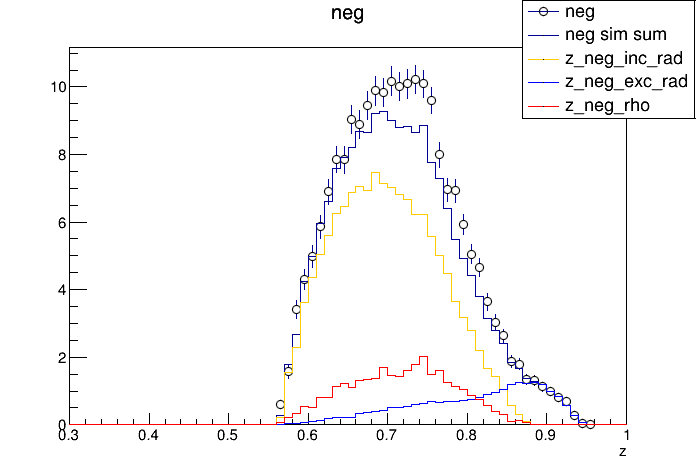 neg
neg
neg sim sum
z_neg_inc_rad
z_neg_exc_rad
z_neg_rho
10
8
6
4
2
0
0.3 0.4 0.5 0.6 0.7 0.8 0.9 1
z